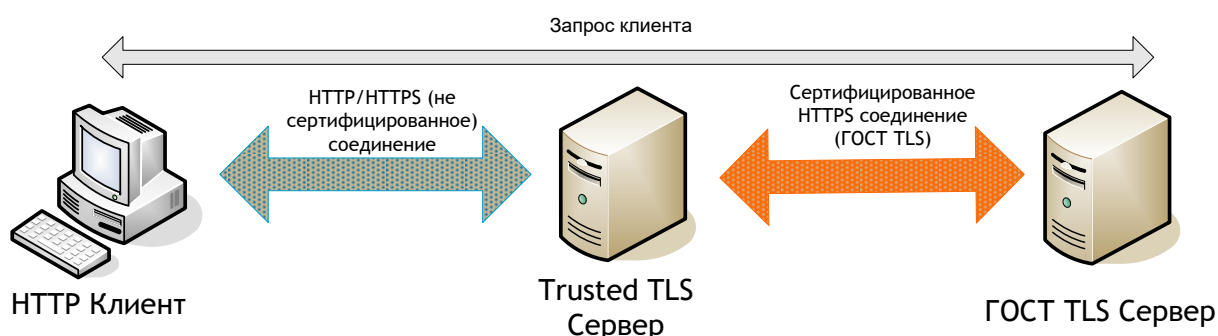 Запрос клиента
HTTP/HTTPS (не
сертифицированное)
соединение
Сертифицированное
HTTPS соединение
(ГОСТ TLS)
HTTP Клиент
Trusted TLS
Сервер
ГОСТ TLS Сервер